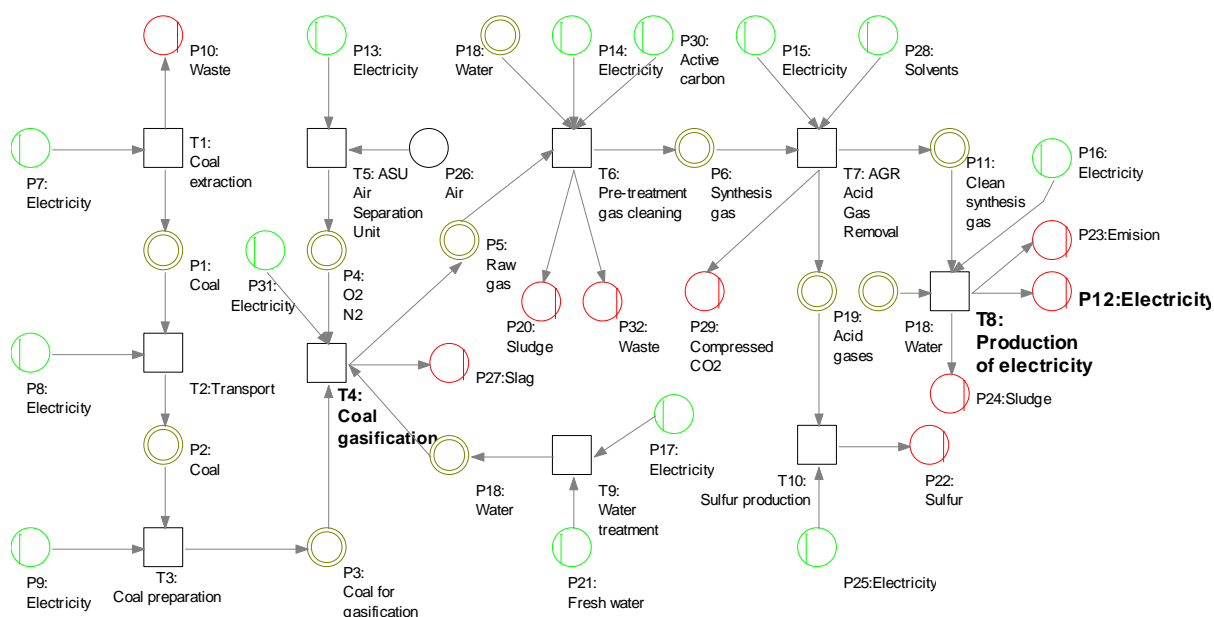 P10:
Waste
P13:
Electricity
P18:
Water
P14:
Electricity
P30:
Active
carbon
P15:
Electricity
P28:
Solvents
T1:
Coal
extraction
P7:
Electricity
T5: ASU
Air
Separation
Unit
P26:
Air
T6:
Pre-treatment
gas cleaning
P6:
Synthesis
gas
T7: AGR
Acid
Gas
Removal
P11:
Clean
synthesis
gas
P16:
Electricity
P1:
Coal
P31:
Electricity
P4:
O2
N2
P5:
Raw
gas
P23:Emision
P12:Electricity
P20:
Sludge
P32:
Waste
P29:
Compressed
CO2
P19:
Acid
gases
P18:
Water
T8:
Production
of electricity
P8:
Electricity
T2:Transport
P27:Slag
T4:
Coal
gasification
P24:Sludge
P2:
Coal
P18:
Water
P17:
Electricity
T9:
Water
treatment
T10:
Sulfur production
P22:
Sulfur
P9:
Electricity
T3:
Coal preparation
P3:
Coal for
gasification
P21:
Fresh water
P25:Electricity